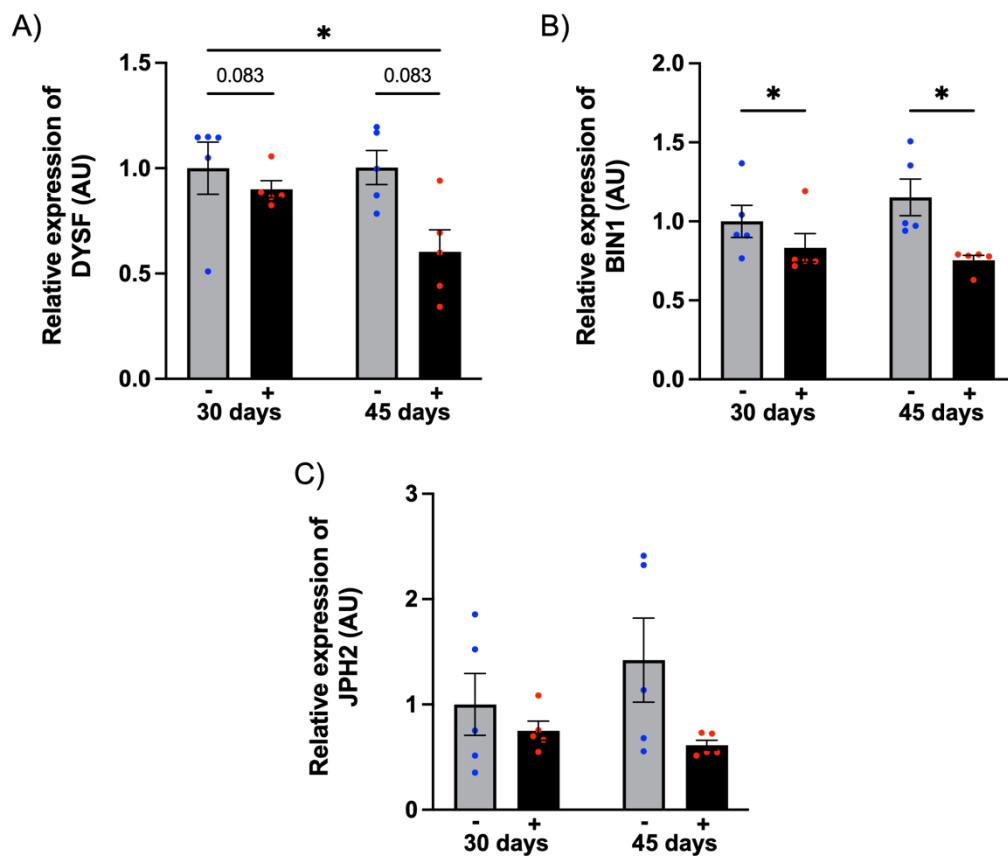 A)
*
0.083 0.083
1.5
1.0
0.5
0.0
Relative expression of
DYSF (AU)
- + - +
30 days 45 days
B)
* *
2.0
1.5
1.0
0.5
0.0
Relative expression of
BIN1 (AU)
- + - +
30 days 45 days
C)
3
2
1
0
Relative expression of
JPH2 (AU)
- + - +
30 days 45 days